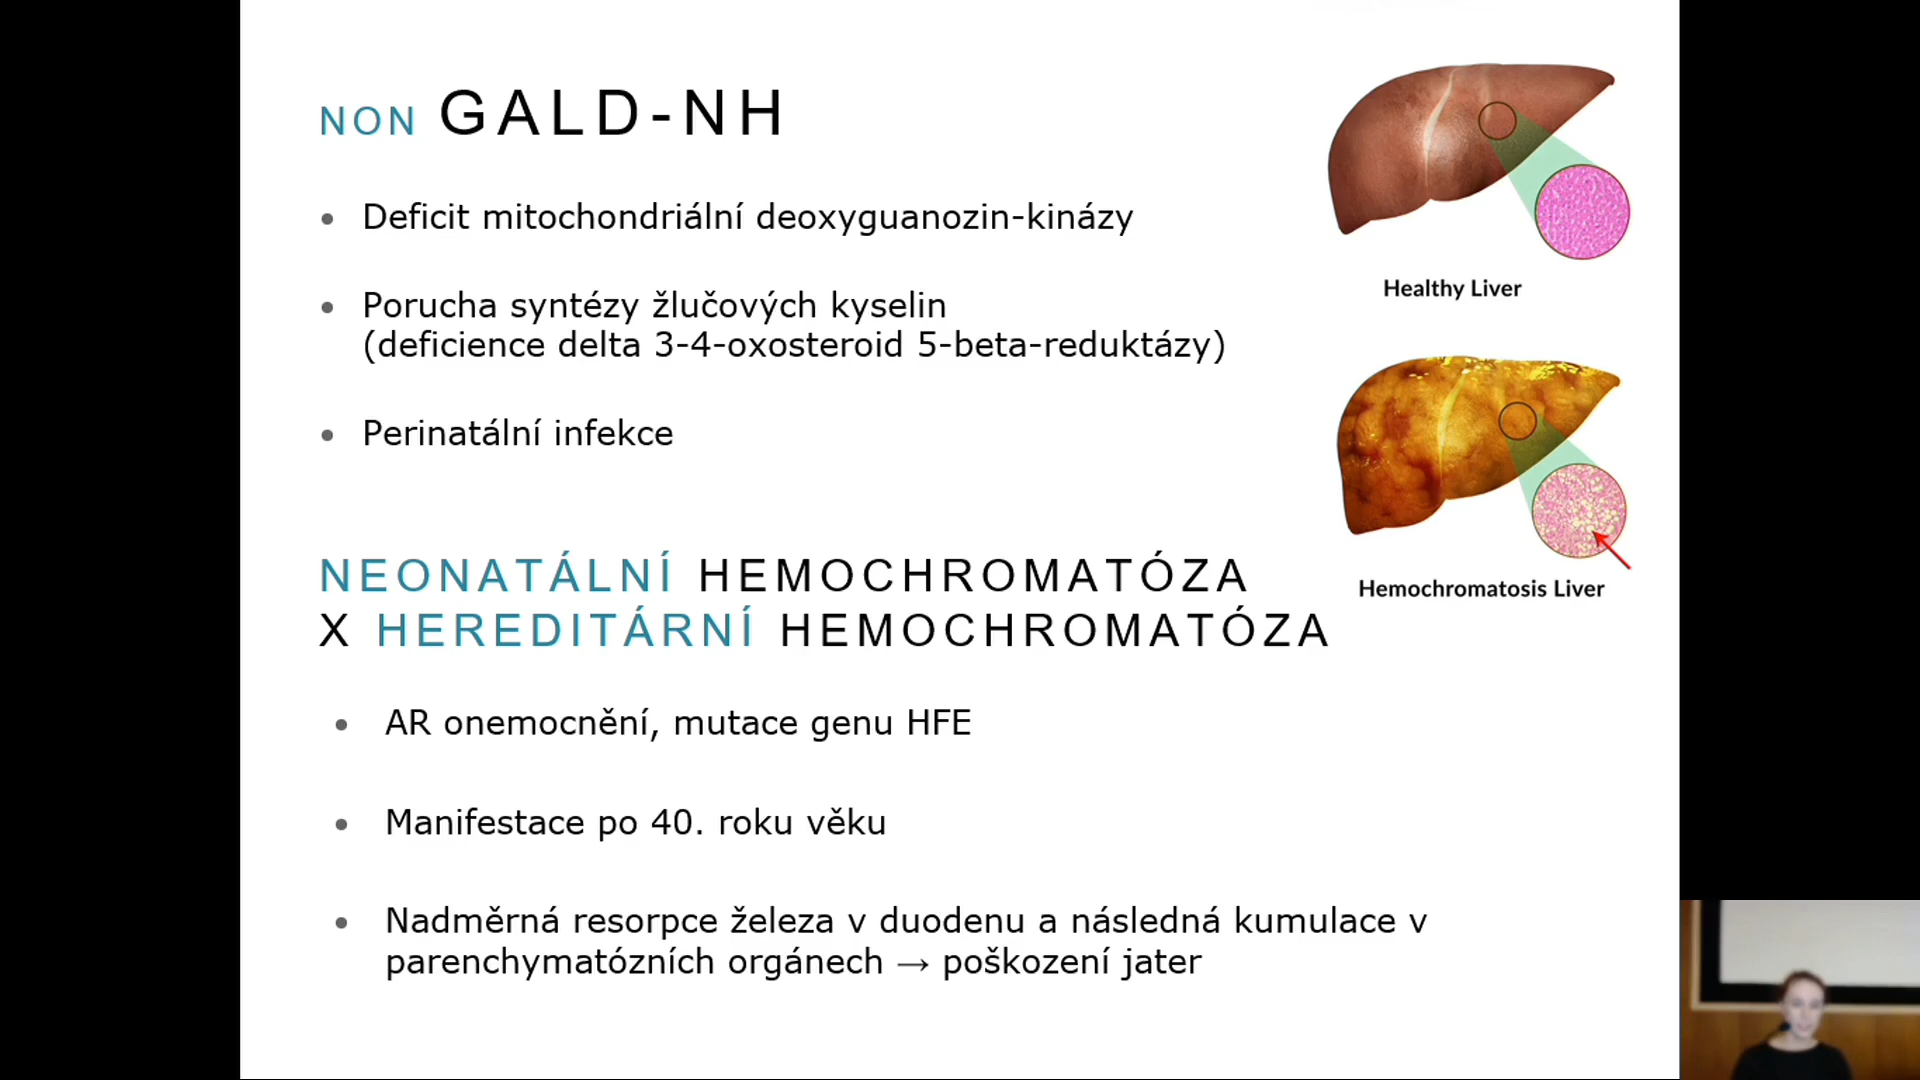 NON GALD-NH
• Deficit mitochondriální deoxyguanozin-kinázy
• Porucha syntézy žlučových kyselin
(deficience delta 3-4-oxosteroid 5-beta-reduktázy)
• Perinatální infekce
Healthy Liver
Hemochromatosis Liver
NEONATÁLNÍ HEMOCHROMATÓZA
X HEREDITÁRNÍ HEMOCHROMATÓZA
• AR onemocnění, mutace genu HFE
• Manifestace po 40. roku věku
• Nadměrná resorpce železa v duodenu a následná kumulace v
parenchymatózních orgánech → poškození jater